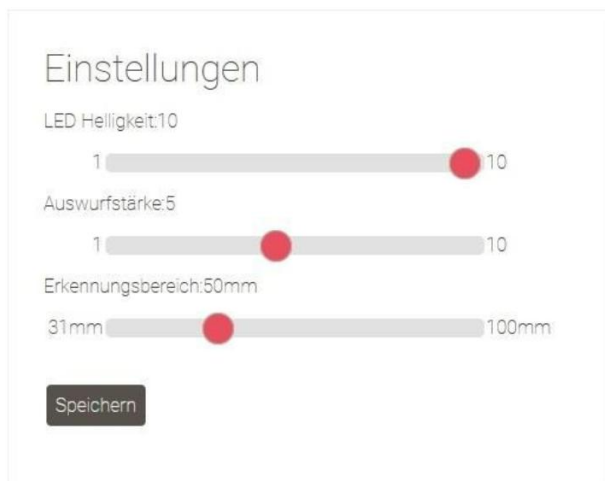 Einstellungen
LED Helligkeit:10
1 10
Auswurfstärke:5
1 10
Erkennungsbereich:50mm
31mm 100mm
Speichern